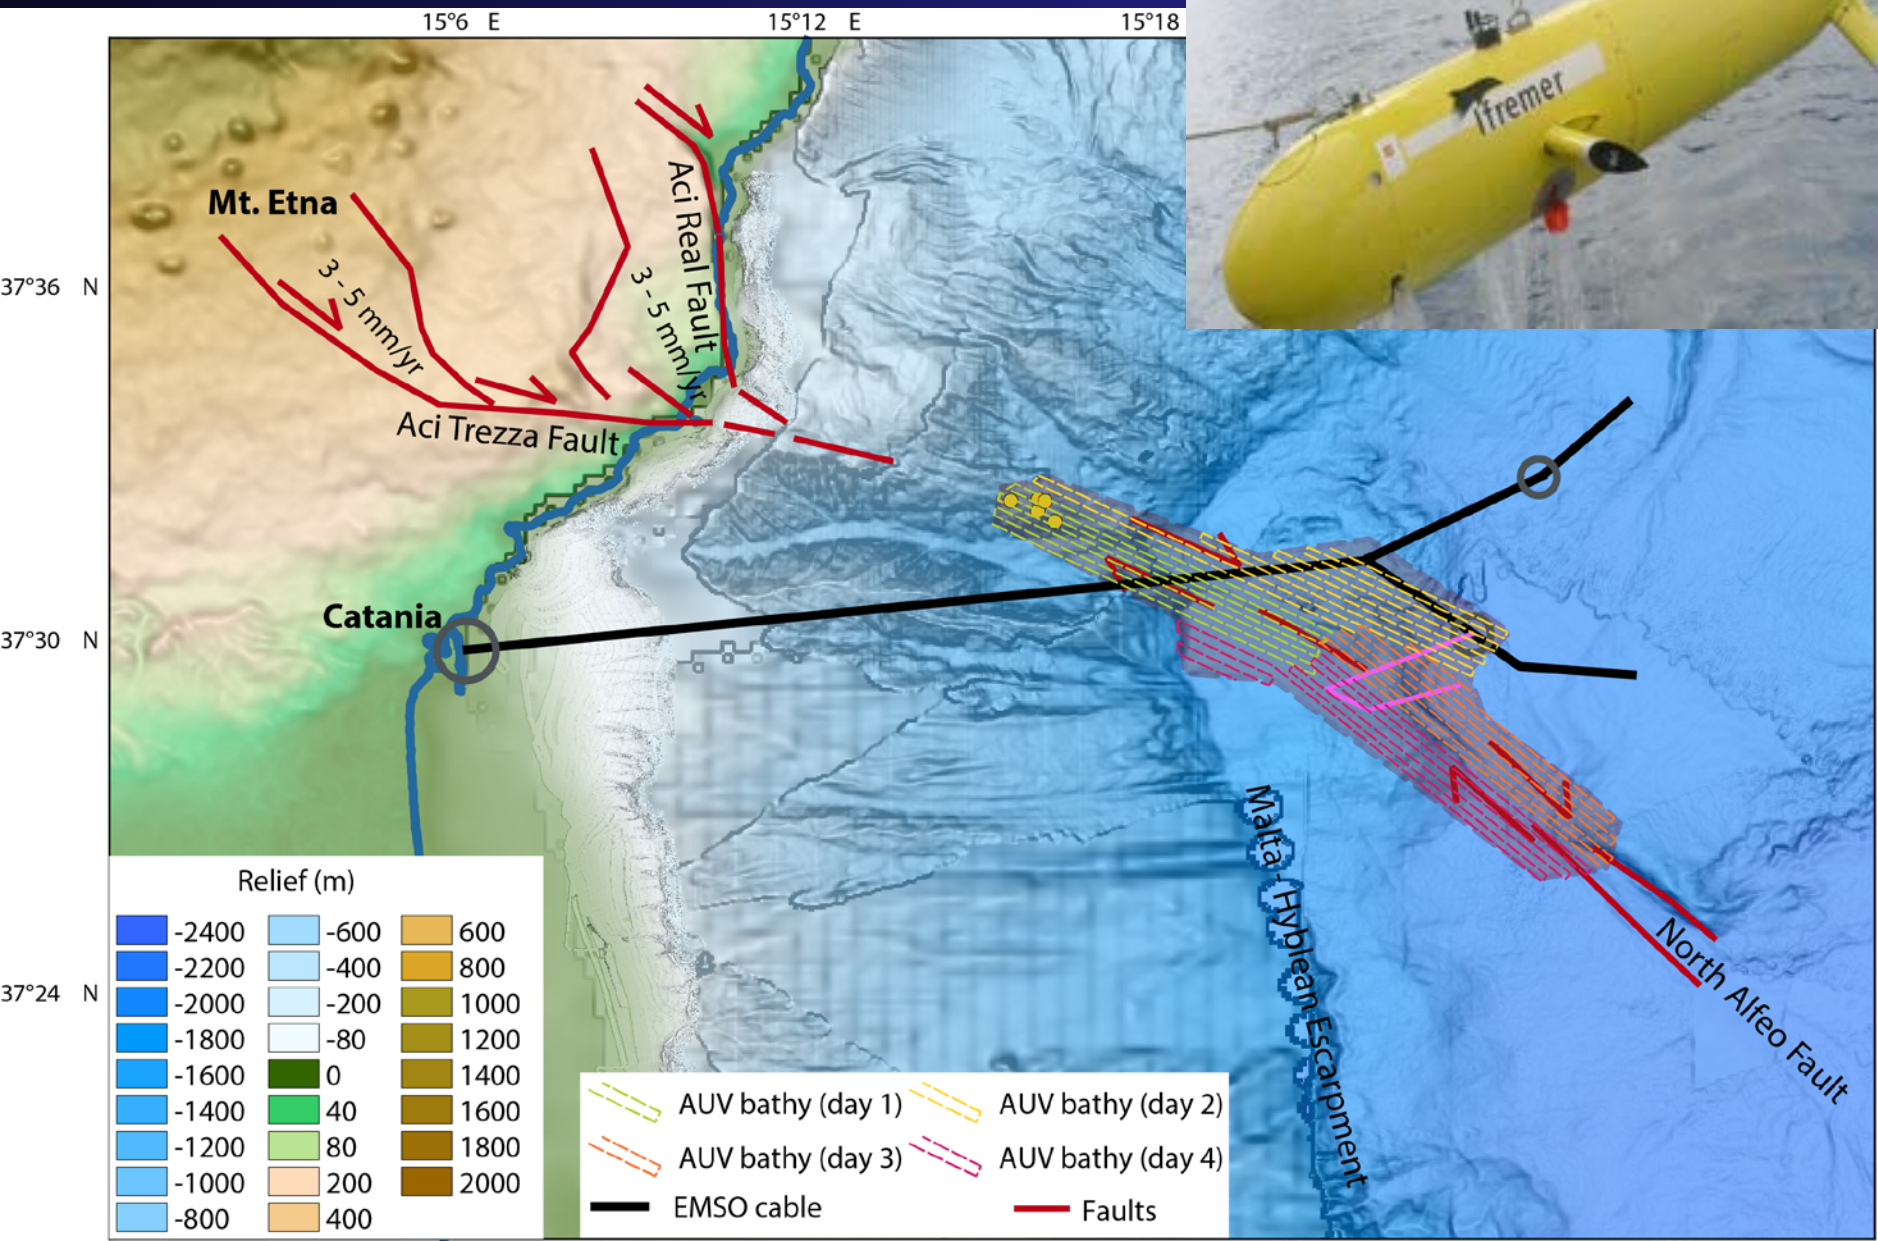 15°6 E
15°12 E
15°18
ifremer
Mt. Etna
Aci Real Fault
3 - 5 mm/yr
3 - 5 mm/yr
37°36 N
Aci Trezza Fault
Catania
37°30 N
Malta - Hyblean Escarpment
North Alfeo Fault
37°24 N
Relief (m)
-2400 -600 600
-2200 -400 800
-2000 -200 1000
-1800 -80 1200
-1600 0 1400
-1400 40 1600
-1200 80 1800
-1000 200 2000
-800 400
AUV bathy (day 1) AUV bathy (day 2)
AUV bathy (day 3) AUV bathy (day 4)
EMSO cable Faults